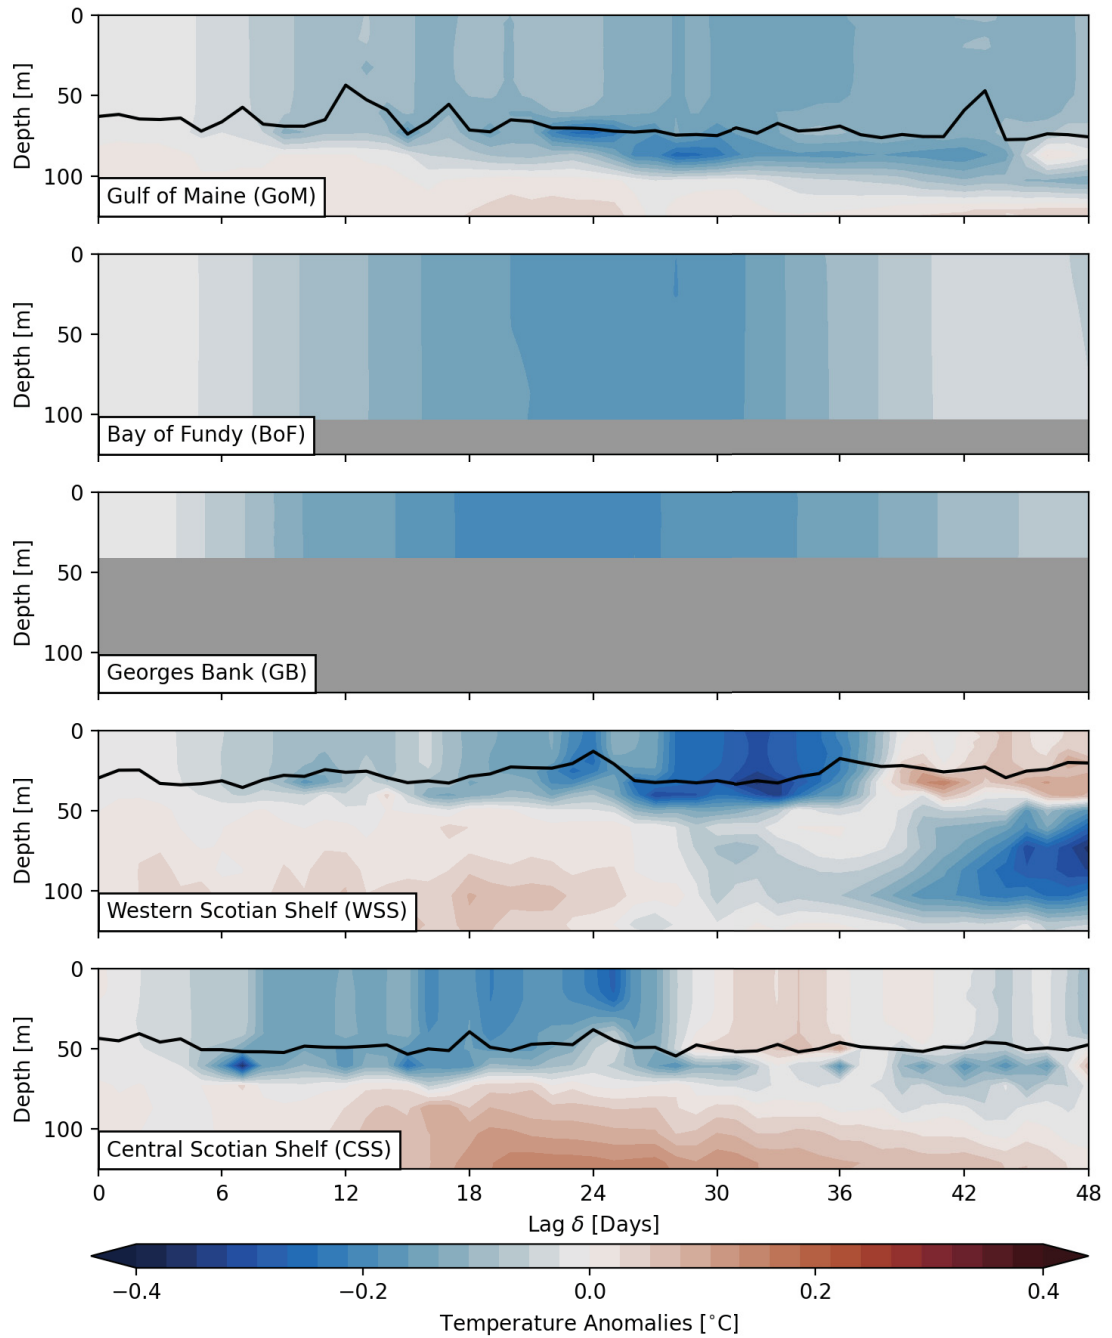 0
50
100
Depth [m]
Gulf of Maine (GoM)
0
50
100
Depth [m]
Bay of Fundy (BoF)
0
50
100
Depth [m]
Georges Bank (GB)
0
50
100
Depth [m]
Western Scotian Shelf (WSS)
0
50
100
Depth [m]
Central Scotian Shelf (CSS)
0 6 12 18 24 30 36 42 48
Lag δ [Days]
−0.4 −0.2 0.0 0.2 0.4
Temperature Anomalies [°C]